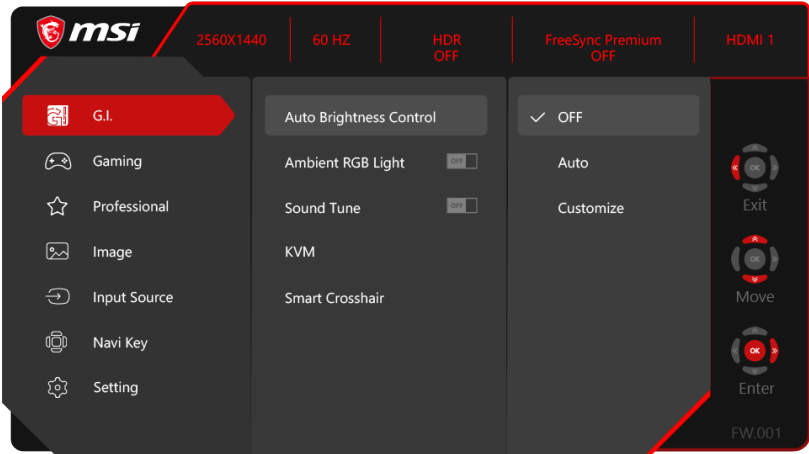 msi
2560X1440 60 HZ HDR OFF FreeSync Premium OFF HDMI 1
G.I.
Gaming
Professional
Image
Input Source
Navi Key
Setting
Auto Brightness Control
Ambient RGB Light OFF
Sound Tune OFF
KVM
Smart Crosshair
OFF
Auto
Customize
OK
Exit
OK
Move
OK
Enter
FW.001